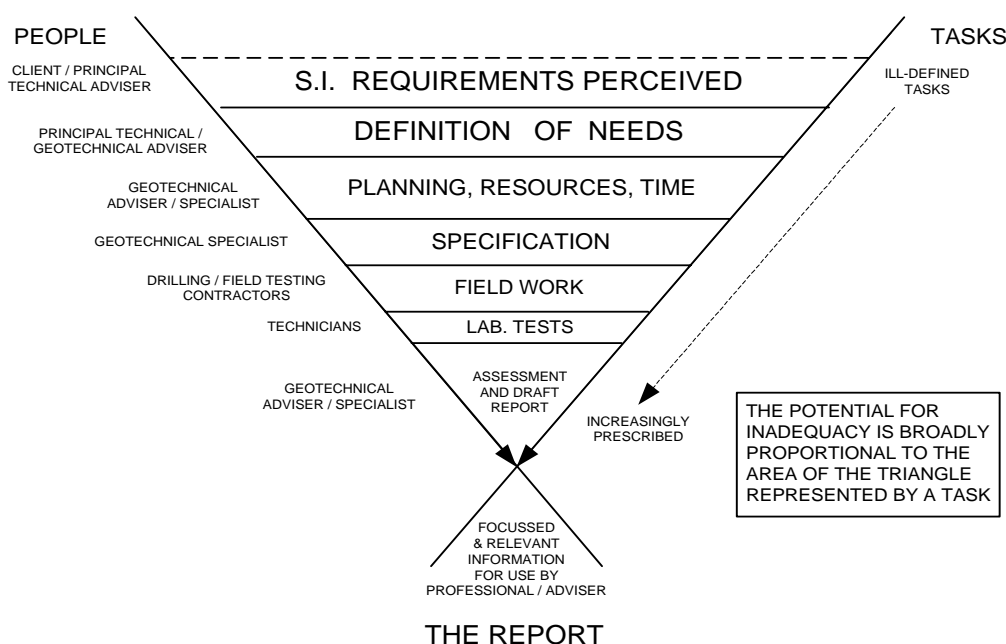 PEOPLE
TASKS
CLIENT / PRINCIPAL
TECHNICAL ADVISER
S.I. REQUIREMENTS PERCEIVED
ILL-DEFINED
TASKS
PRINCIPAL TECHNICAL /
GEOTECHNICAL ADVISER
DEFINITION OF NEEDS
GEOTECHNICAL
ADVISER / SPECIALIST
PLANNING, RESOURCES, TIME
GEOTECHNICAL SPECIALIST
SPECIFICATION
DRILLING / FIELD TESTING
CONTRACTORS
FIELD WORK
TECHNICIANS
LAB. TESTS
GEOTECHNICAL
ADVISER / SPECIALIST
ASSESSMENT
AND DRAFT
REPORT
INCREASINGLY
PRESCRIBED
THE POTENTIAL FOR
INADEQUACY IS BROADLY
PROPORTIONAL TO THE
AREA OF THE TRIANGLE
REPRESENTED BY A TASK
FOCUSSED
& RELEVANT
INFORMATION
FOR USE BY
PROFESSIONAL / ADVISER
THE REPORT